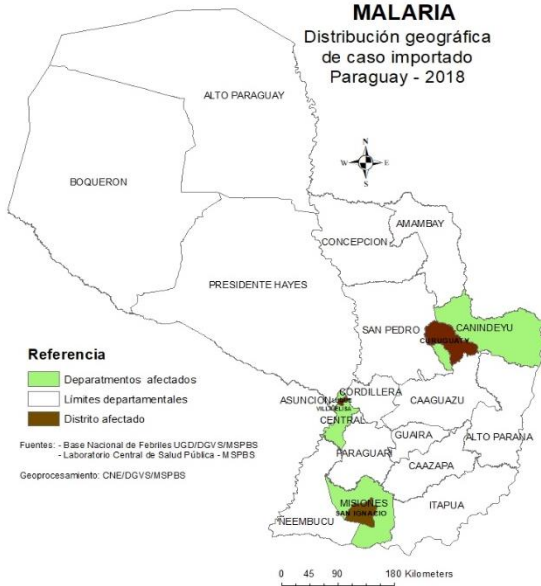 MALARIA
Distribución geográfica
de caso importado
Paraguay - 2018
ALTO PARAGUAY
N
W E
S
BOQUERON
AMAMBAY
CONCEPCION
PRESIDENTE HAYES
SAN PEDRO
CANINDEYU
CURUGUATY
Referencia
Departmentos afectados
Límites departamentales
Distrito afectado
ASUNCION
CORDILLERA
VILLA ELISA
CENTRAL
CAAGUAZU
GUAIRA
ALTO PARANA
PARAGUARI
CAAZAPA
Fuentes: - Base Nacional de Febriles UGD/DGVS/MSPBS
- Laboratorio Central de Salud Pública - MSPBS
Geoprocesamiento: CNE/DGVS/MSPBS
MISIONES
SAN IGNACIO
ITAPUA
ÑEEMBUCU
0 45 90 180 Kilometers